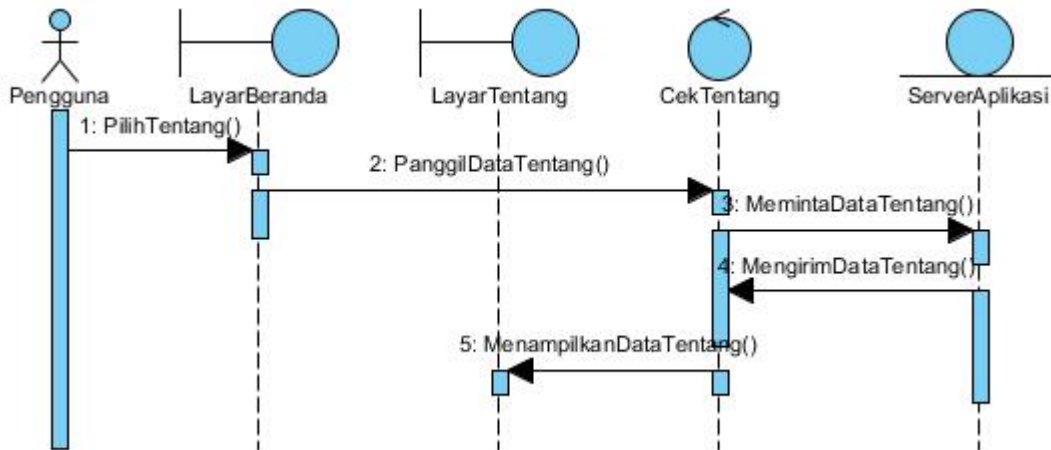 Pengguna
LayarBeranda
LayarTentang
CekTentang
ServerAplikasi
1: PilihTentang()
2: PanggilDataTentang()
3: MemintaDataTentang()
4: MengirimDataTentang()
5: MenampilkanDataTentang()